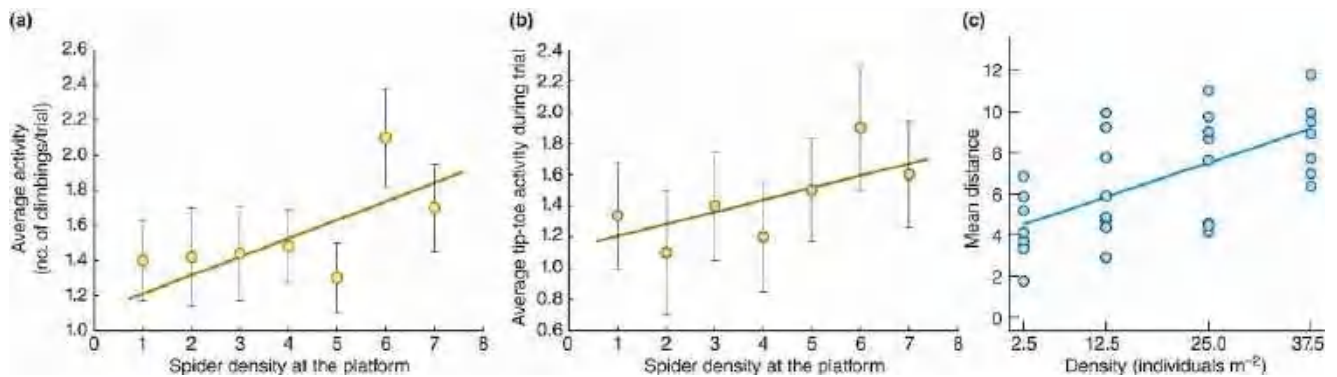 (a)
Average activity
(no. of climbings/trial)
2.6
2.4
2.2
2.0
1.8
1.6
1.4
1.2
1.0
0 1 2 3 4 5 6 7 8
Spider density at the platform
(b)
Average tip-toe activity during trial
2.4
2.2
2.0
1.8
1.6
1.4
1.2
1.0
0.8
0.6
0 1 2 3 4 5 6 7 8
Spider density at the platform
(c)
Mean distance
12
10
8
6
4
2
0
2.5 12.5 25.0 37.5
Density (individuals m⁻²)